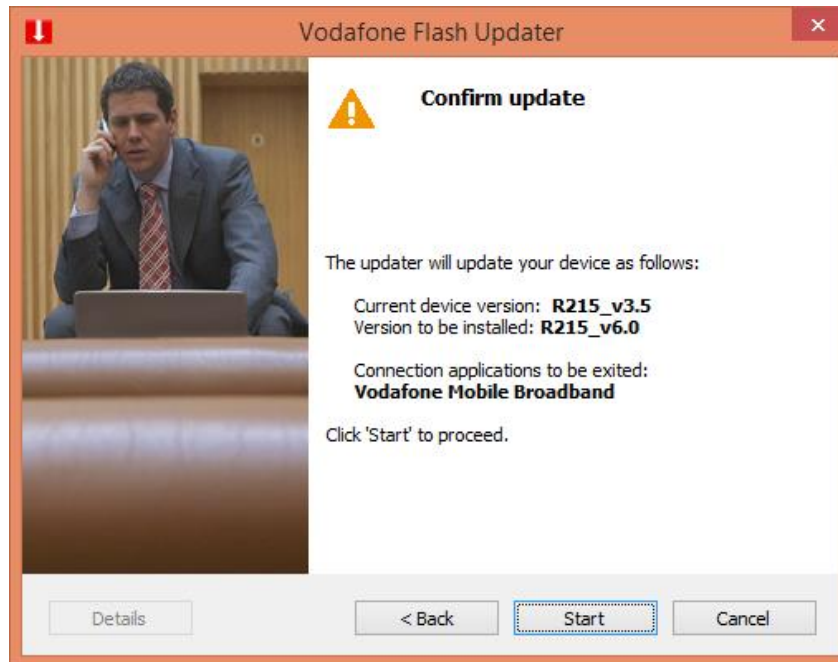 Vodafone Flash Updater
Confirm update
The updater will update your device as follows:
Current device version: R215_v3.5
Version to be installed: R215_v6.0
Connection applications to be exited:
Vodafone Mobile Broadband
Click 'Start' to proceed.
Details
< Back
Start
Cancel